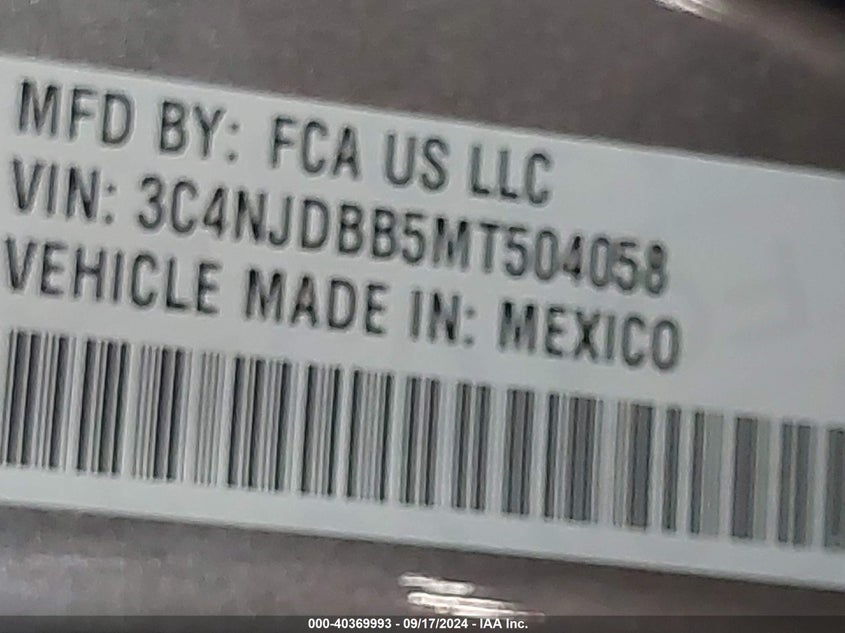 MFD BY: FCA US LLC
VIN: 3C4NJDBB5MT504058
VEHICLE MADE IN: MEXICO
000-40369993 - 09/17/2024 - IAA Inc.